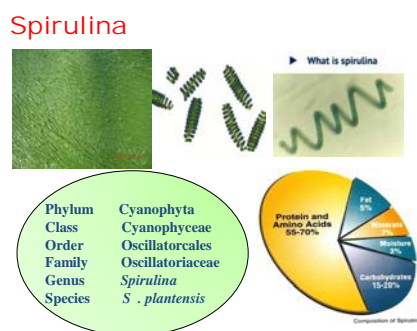 Spirulina
What is spirulina
Phylum Cyanophyta
Class Cyanophyceae
Order Oscillatorcales
Family Oscillatoriaceae
Genus Spirulina
Species S . plantensis
Protein and
Amino Acids
55-70%
Fat
5%
Minerals
7%
Moisture
3%
Carbohydrates
15-20%
Composition of Spirulin